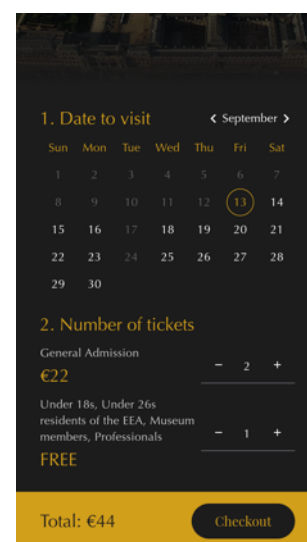 1. Date to visit
< September >
Sun Mon Tue Wed Thu Fri Sat
1 2 3 4 5 6 7
8 9 10 11 12 13 14
15 16 17 18 19 20 21
22 23 24 25 26 27 28
29 30
2. Number of tickets
General Admission
€22
− 2 +
Under 18s, Under 26s
residents of the EEA, Museum
members, Professionals
− 1 +
FREE
Total: €44
Checkout